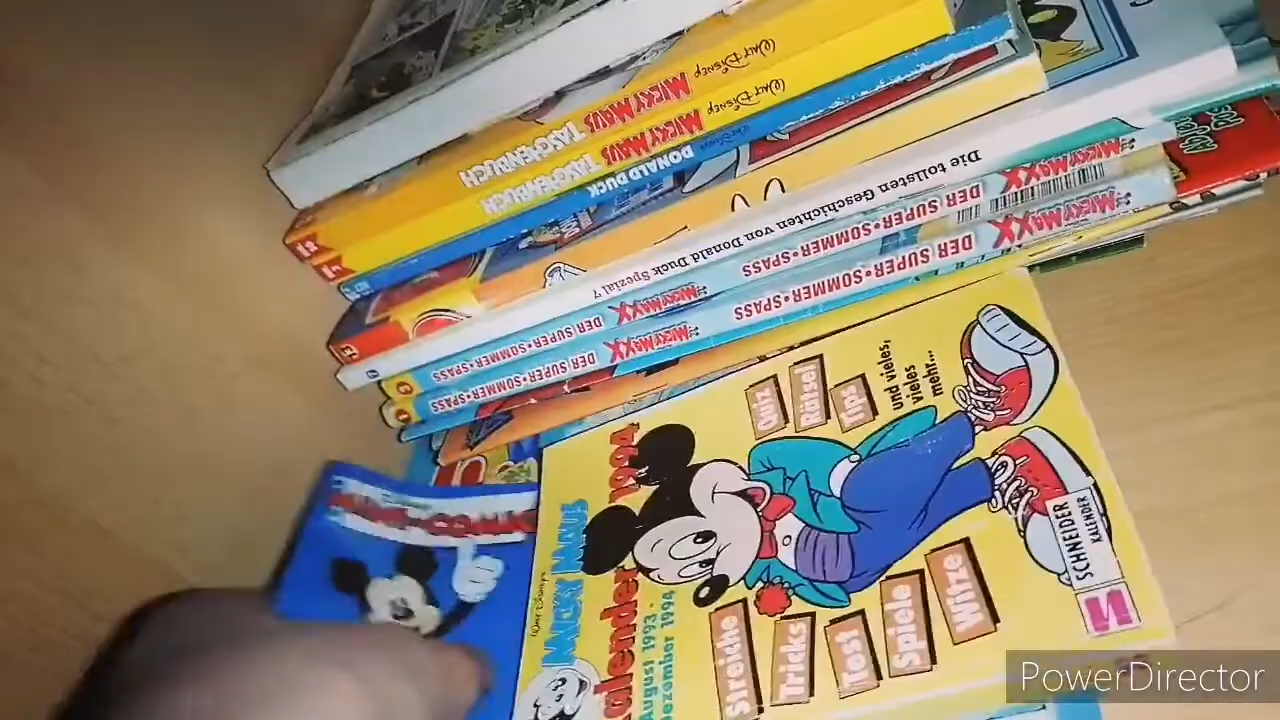 WALT DISNEY
MICKY MAUS
TASCHENBUCH
WALT DISNEY
MICKY MAUS
TASCHENBUCH
DONALD DUCK
13
Die tollsten Geschichten von Donald Duck Spezial 7
MICKY MAXX
DER SUPER•SOMMER•SPASS
MICKY MAXX
DER SUPER•SOMMER•SPASS
MICKY MAXX
DER SUPER•SOMMER•SPASS
MICKY MAXX
DER SUPER•SOMMER•SPASS
WALT DISNEY'S
MICKY MAUS
Kalender 1994
August 1993 -
Dezember 1994
Quiz
Rätsel
Tips
und vieles,
vieles
mehr...
Streiche
Tricks
Test
Spiele
Witze
SCHNEIDER
KALENDER
PowerDirector